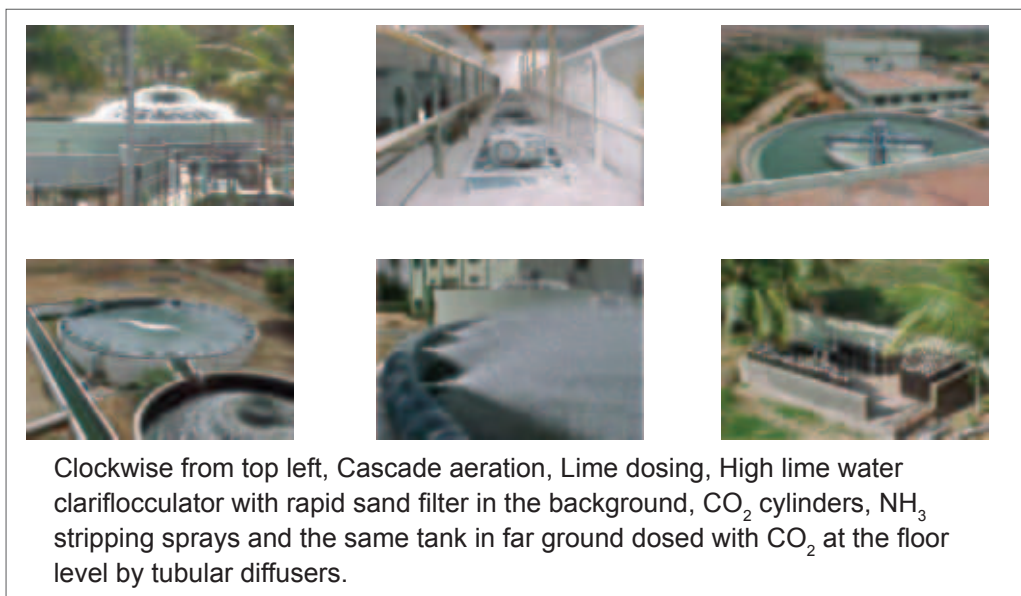 Clockwise from top left, Cascade aeration, Lime dosing, High lime water
clariflocculator with rapid sand filter in the background, CO₂ cylinders, NH₃
stripping sprays and the same tank in far ground dosed with CO₂ at the floor
level by tubular diffusers.